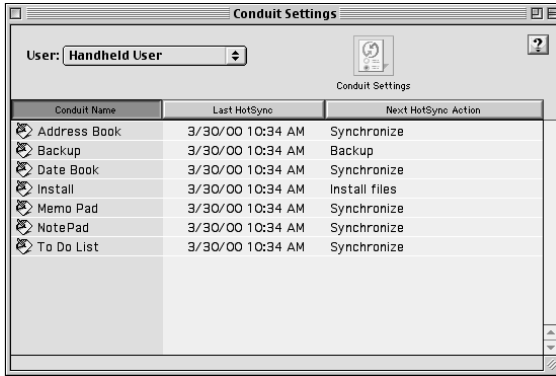 Conduit Settings
User: Handheld User
?
Conduit Settings
Conduit Name Last HotSync Next HotSync Action
Address Book 3/30/00 10:34 AM Synchronize
Backup 3/30/00 10:34 AM Backup
Date Book 3/30/00 10:34 AM Synchronize
Install 3/30/00 10:34 AM Install files
Memo Pad 3/30/00 10:34 AM Synchronize
NotePad 3/30/00 10:34 AM Synchronize
To Do List 3/30/00 10:34 AM Synchronize